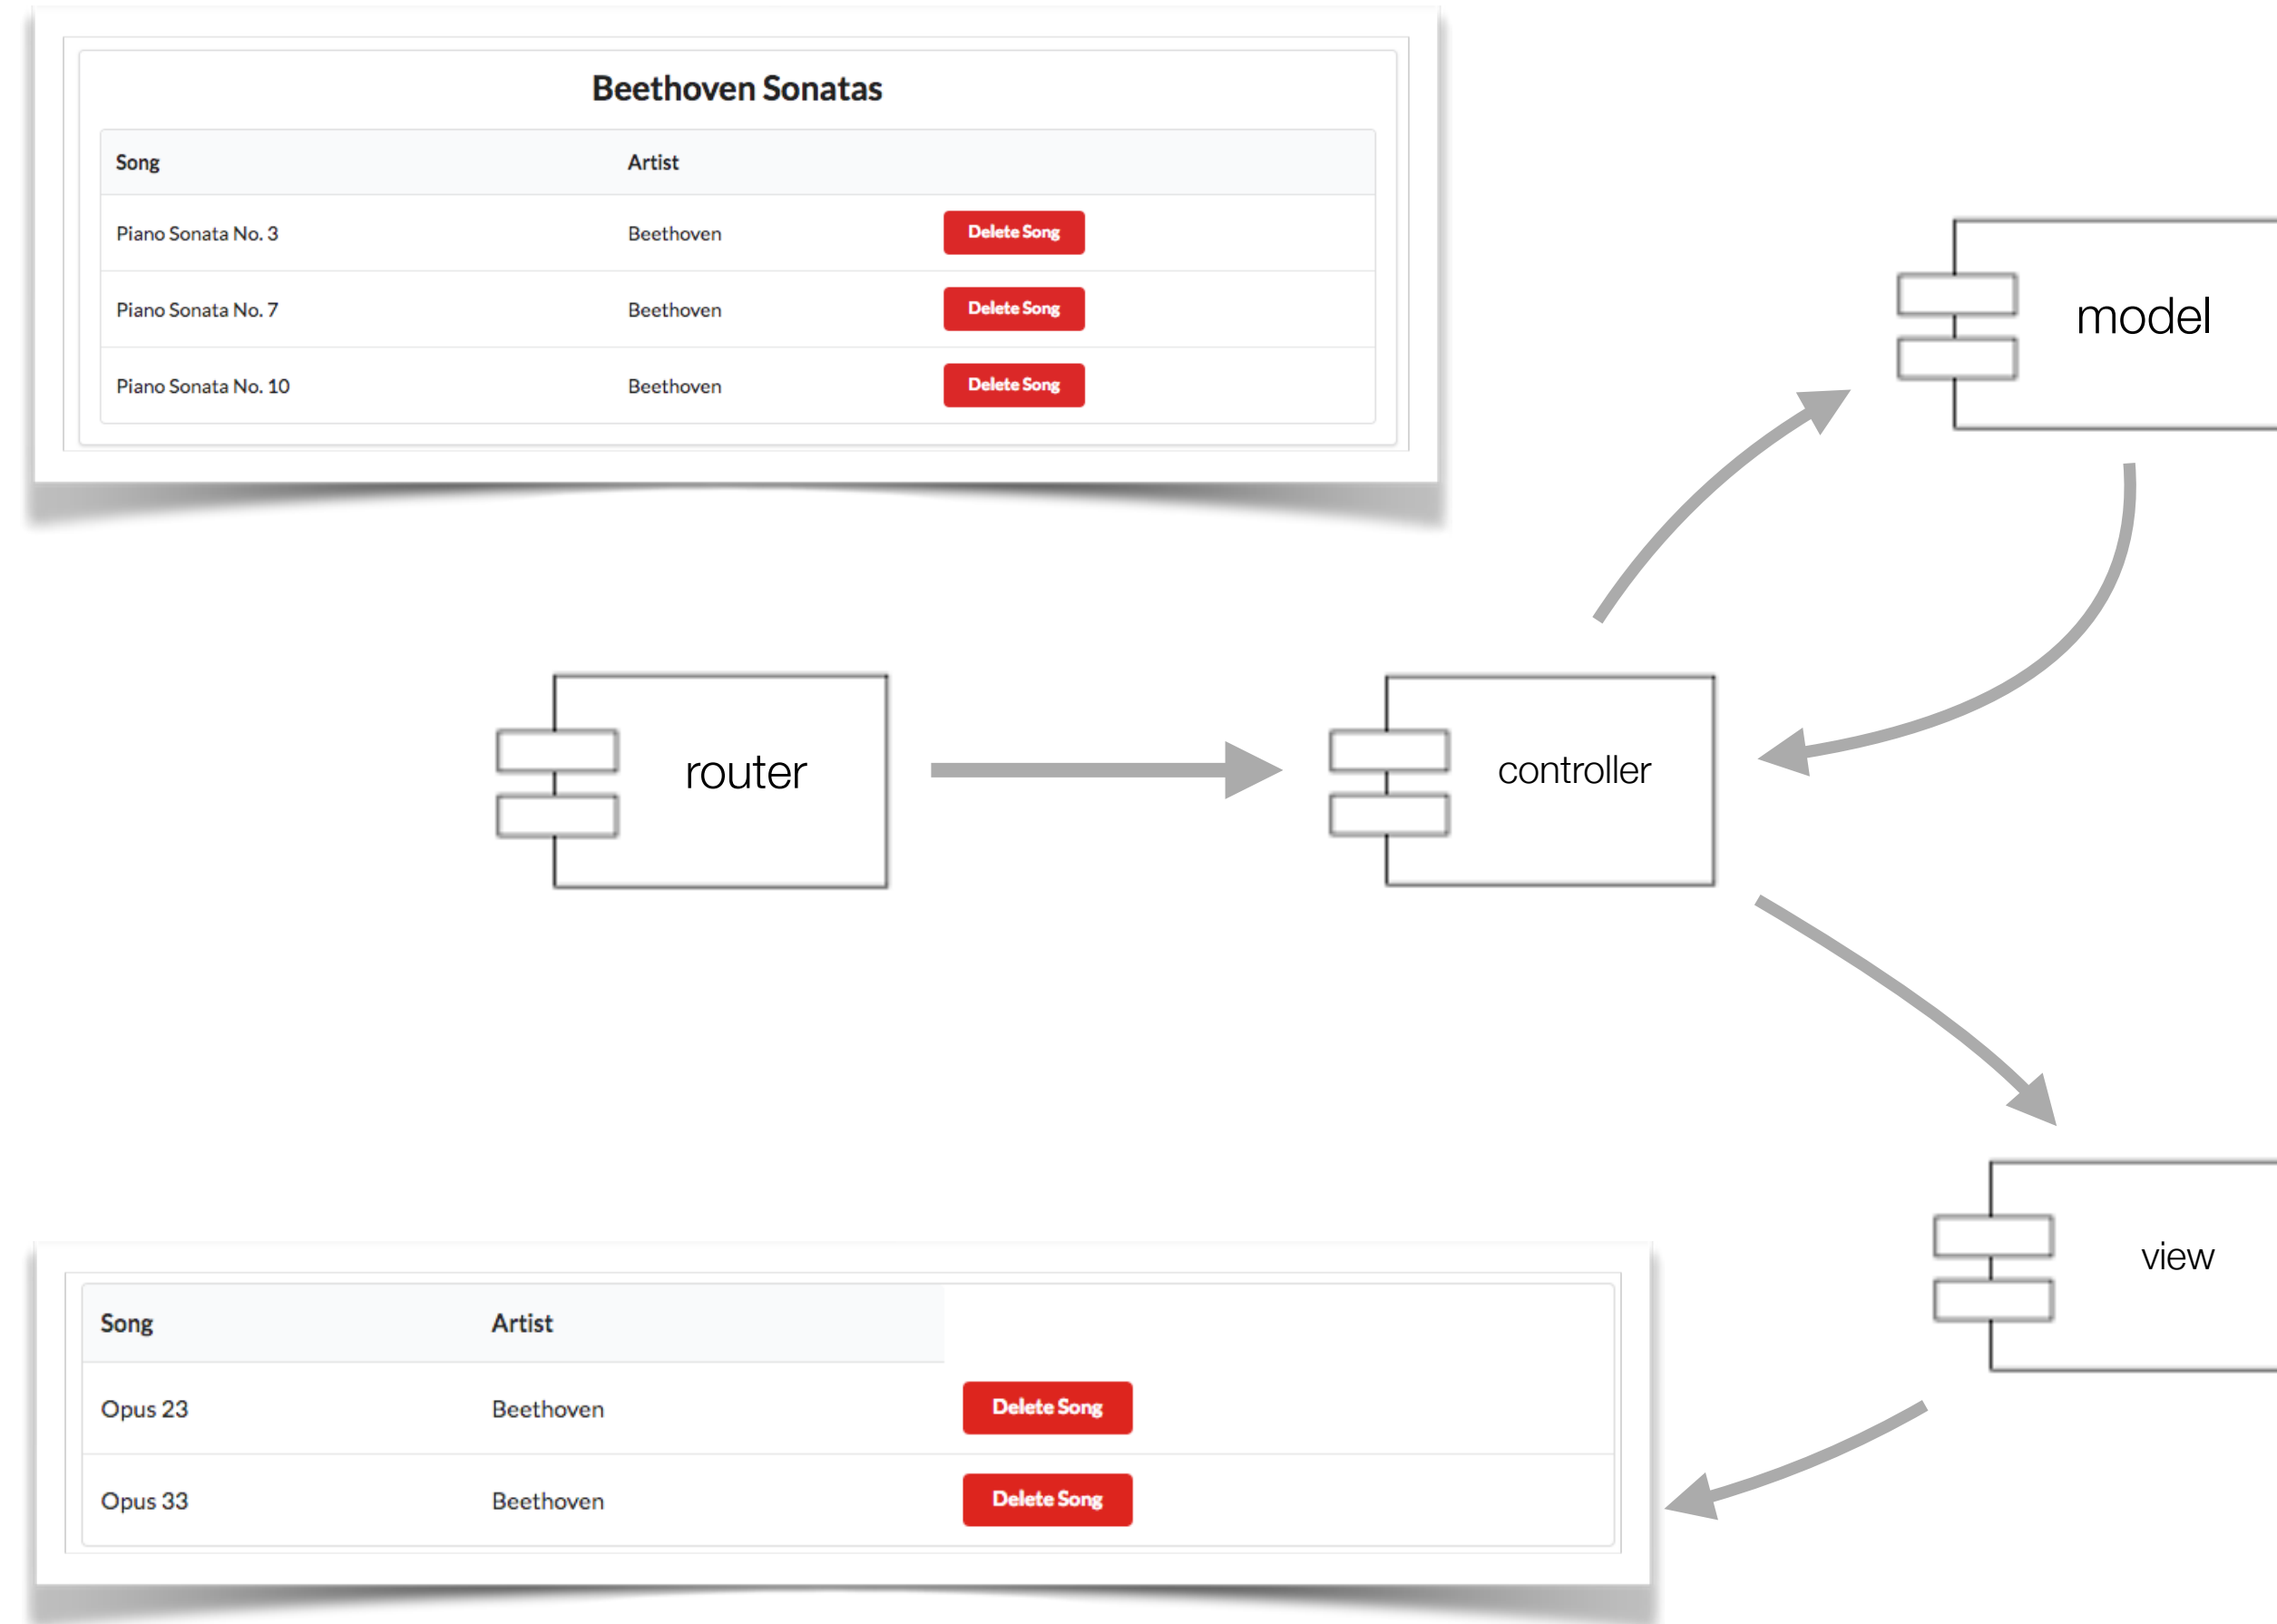 Beethoven Sonatas
Song Artist
Piano Sonata No. 3 Beethoven Delete Song
Piano Sonata No. 7 Beethoven Delete Song
Piano Sonata No. 10 Beethoven Delete Song
model
router
controller
view
Song Artist
Opus 23 Beethoven Delete Song
Opus 33 Beethoven Delete Song